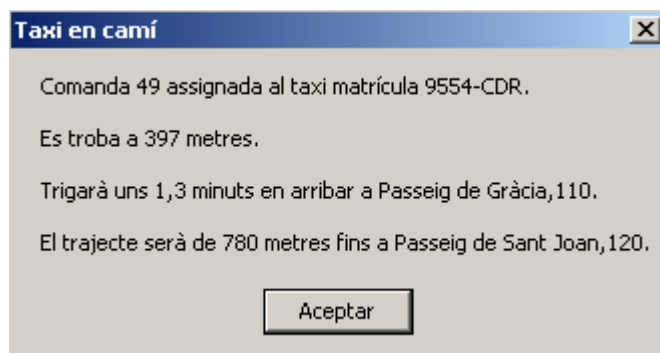 Taxi en camí
Comanda 49 assignada al taxi matrícula 9554-CDR.
Es troba a 397 metres.
Trigarà uns 1,3 minuts en arribar a Passeig de Gràcia,110.
El trajecte serà de 780 metres fins a Passeig de Sant Joan,120.
Aceptar